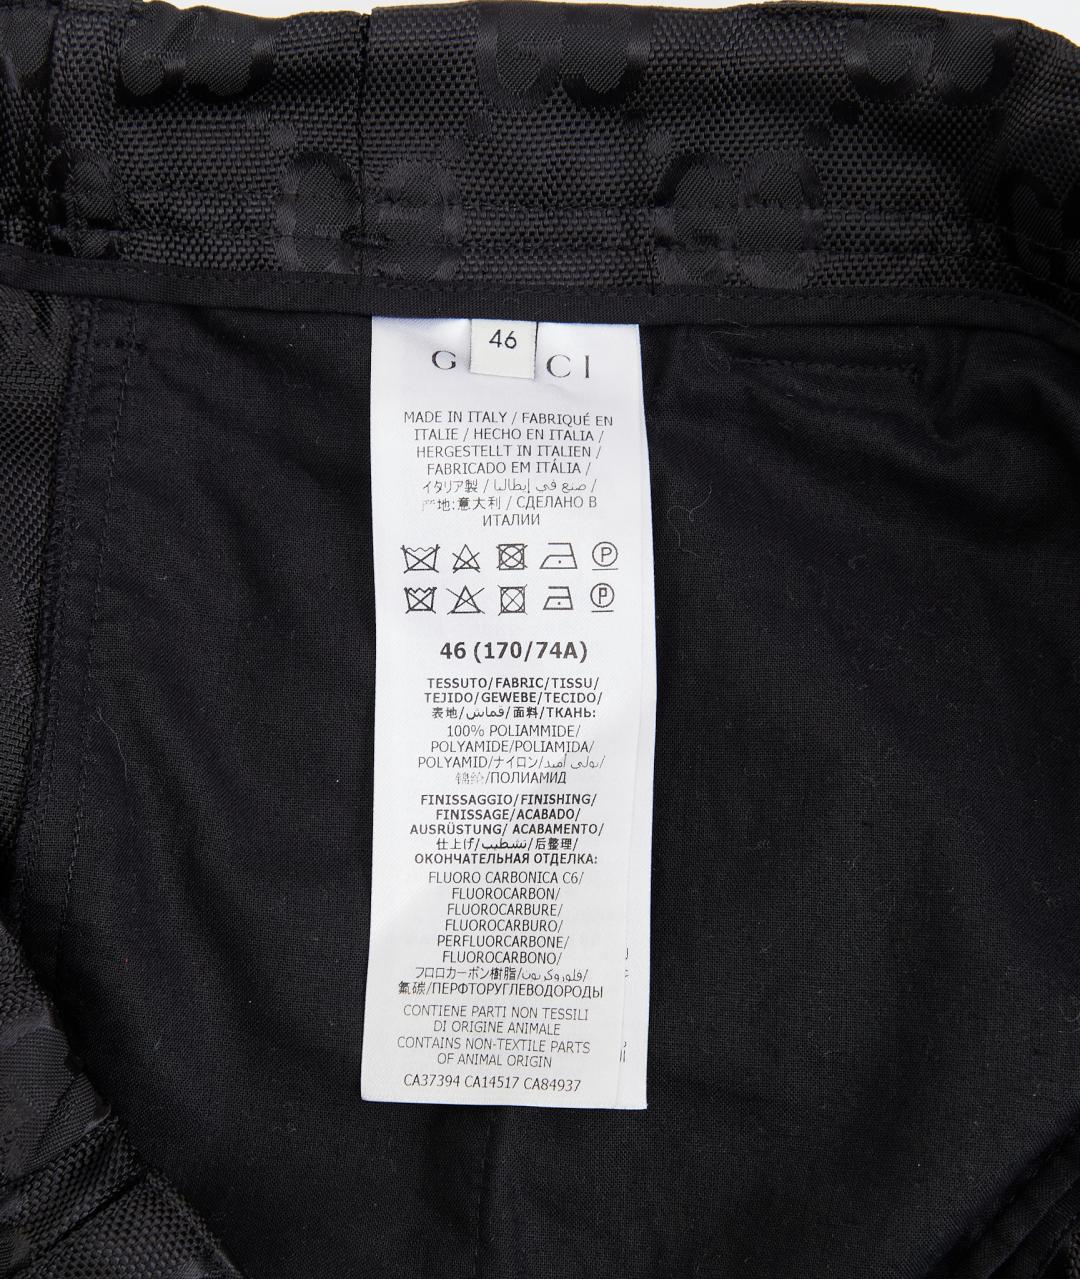 46
G CI
MADE IN ITALY / FABRIQUÉ EN
ITALIE / HECHO EN ITALIA /
HERGESTELLT IN ITALIEN /
FABRICADO EM ITÁLIA /
イタリア製 / صنع في إيطاليا /
产地:意大利 / СДЕЛАНО В
ИТАЛИИ
P
P
46 (170/74A)
TESSUTO/FABRIC/TISSU/
TEJIDO/GEWEBE/TECIDO/
表地/قماش/面料/ТКАНЬ:
100% POLIAMMIDE/
POLYAMIDE/POLIAMIDA/
POLYAMID/ナイロン/بولي أميد/
锦纶/ПОЛИАМИД
FINISSAGGIO/FINISHING/
FINISSAGE/ACABADO/
AUSRÜSTUNG/ ACABAMENTO/
仕上げ/تشطيب/后整理/
ОКОНЧАТЕЛЬНАЯ ОТДЕЛКА:
FLUORO CARBONICA C6/
FLUOROCARBON/
FLUOROCARBURE/
FLUOROCARBURO/
PERFLUORCARBONE/
FLUOROCARBONO/
フロロカーボン樹脂/فلوروكربون/
氟碳/ПЕРФТОРУГЛЕВОДОРОДЫ
CONTIENE PARTI NON TESSILI
DI ORIGINE ANIMALE
CONTAINS NON-TEXTILE PARTS
OF ANIMAL ORIGIN
CA37394 CA14517 CA84937